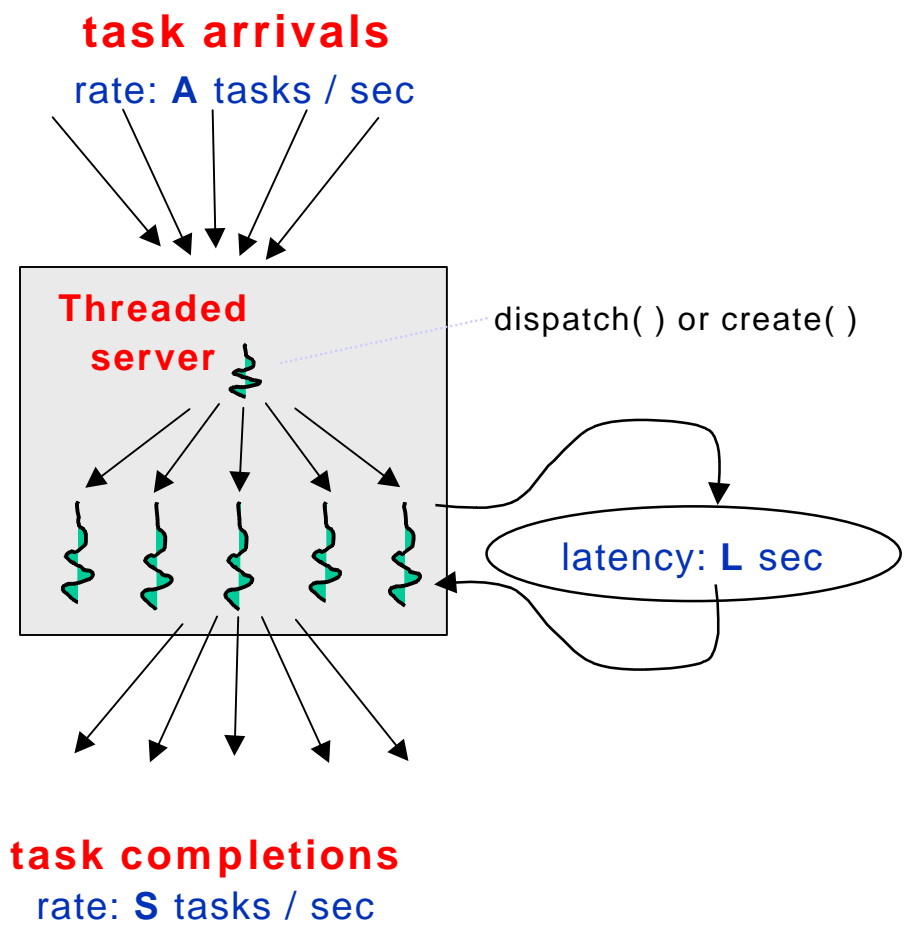 task arrivals
rate: A tasks / sec
Threaded
server
dispatch( ) or create( )
latency: L sec
task completions
rate: S tasks / sec